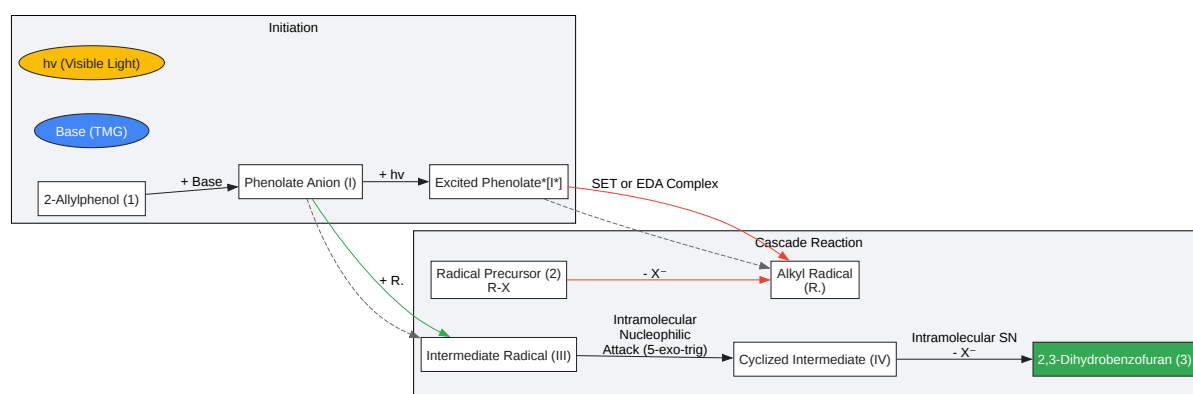 Initiation
hv (Visible Light)
Base (TMG)
2-Allylphenol (1)
+ Base
Phenolate Anion (I)
+ hv
Excited Phenolate*[I*]
SET or EDA Complex
Cascade Reaction
Radical Precursor (2)
R-X
- X⁻
Alkyl Radical
(R.)
+ R.
Intermediate Radical (III)
Intramolecular
Nucleophilic
Attack (5-exo-trig)
Cyclized Intermediate (IV)
Intramolecular SN
- X⁻
2,3-Dihydrobenzofuran (3)